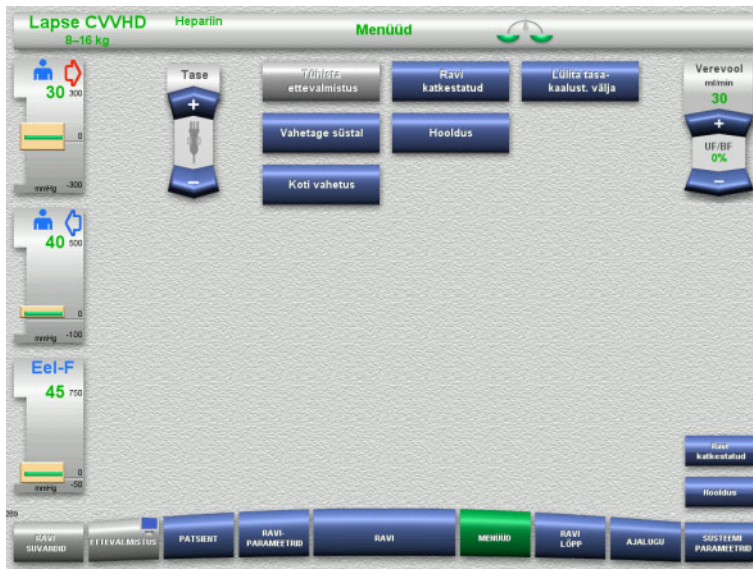 Lapse CVVHD Hepariin
8–16 kg
Menüüd
30 300
0
mmHg -300
40 500
0
mmHg -100
Eel-F
45 750
0
mmHg -50
Tase
+
−
Tühista
ettevalmistus
Ravi
katkestatud
Lülita tasa-
kaalust. välja
Vahetage süstal
Hooldus
Koti vahetus
Verevool
ml/min
30
+
UF/BF
0%
−
Ravi
katkestatud
Hooldus
289
RAVI
SUVANDID
ETTEVALMISTUS
PATSIENT
RAVI-
PARAMEETRID
RAVI
MENÜÜD
RAVI
LÕPP
AJALUGU
SÜSTEEMI
PARAMEETRID